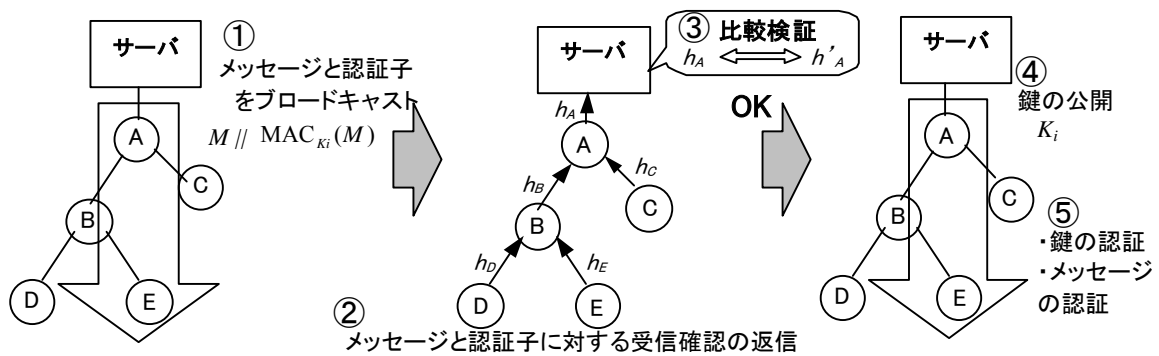 サーバ
①
メッセージと認証子
をブロードキャスト
M // MAC_{Ki}(M)
A
B
C
D
E
サーバ
③ 比較検証
h_A h'_A
h_A
A
h_B
h_C
B
C
h_D
h_E
D
E
②
メッセージと認証子に対する受信確認の返信
OK
サーバ
④
鍵の公開
K_i
A
B
C
D
E
⑤
・鍵の認証
・メッセージ
の認証